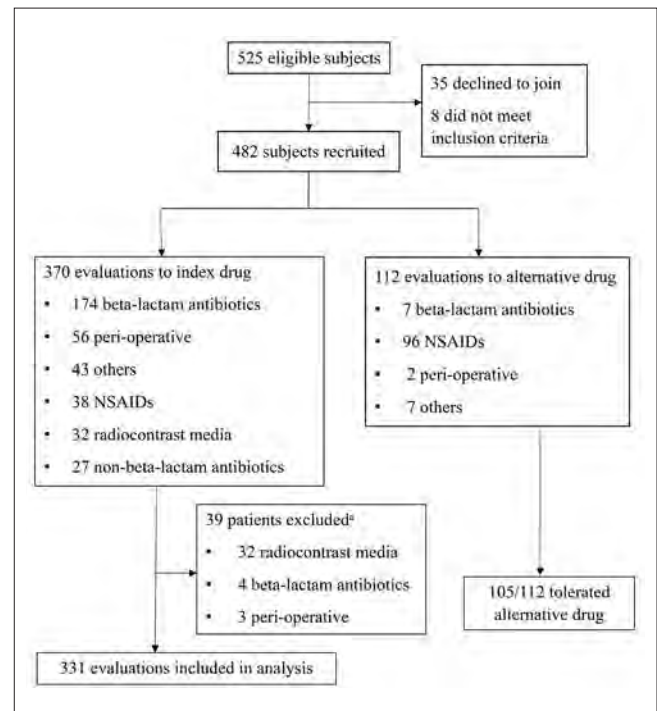 525 eligible subjects
35 declined to join
8 did not meet
inclusion criteria
482 subjects recruited
370 evaluations to index drug
• 174 beta-lactam antibiotics
• 56 peri-operative
• 43 others
• 38 NSAIDs
• 32 radiocontrast media
• 27 non-beta-lactam antibiotics
112 evaluations to alternative drug
• 7 beta-lactam antibiotics
• 96 NSAIDs
• 2 peri-operative
• 7 others
39 patients excludedª
• 32 radiocontrast media
• 4 beta-lactam antibiotics
• 3 peri-operative
105/112 tolerated
alternative drug
331 evaluations included in analysis